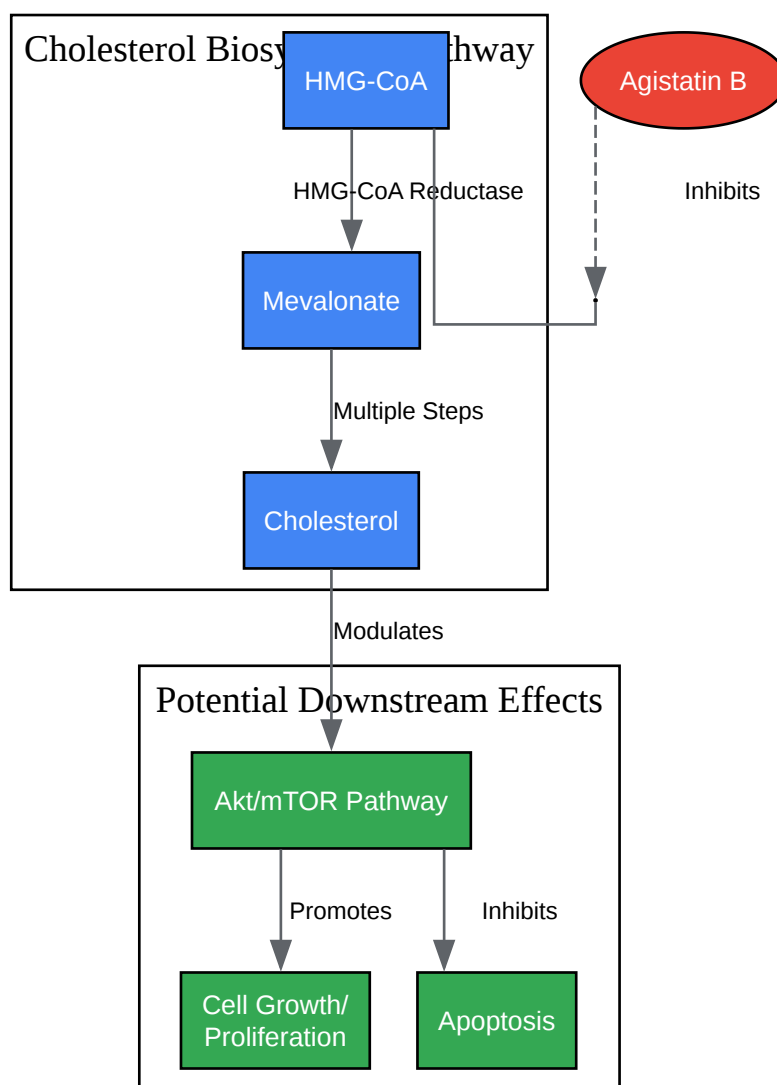 Cholesterol Biosy thway
HMG-CoA
Agistatin B
HMG-CoA Reductase
Inhibits
Mevalonate
Multiple Steps
Cholesterol
Modulates
Potential Downstream Effects
Akt/mTOR Pathway
Promotes
Inhibits
Cell Growth/
Proliferation
Apoptosis